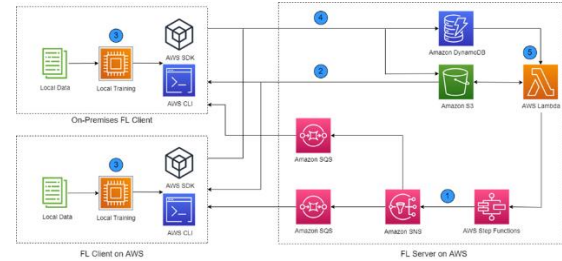 3
AWS SDK
Local Data
Local Training
AWS CLI
On-Premises FL Client
3
AWS SDK
Local Data
Local Training
AWS CLI
FL Client on AWS
4
2
Amazon DynamoDB
5
Amazon S3
AWS Lambda
Amazon SQS
1
Amazon SQS
Amazon SNS
AWS Step Functions
FL Server on AWS